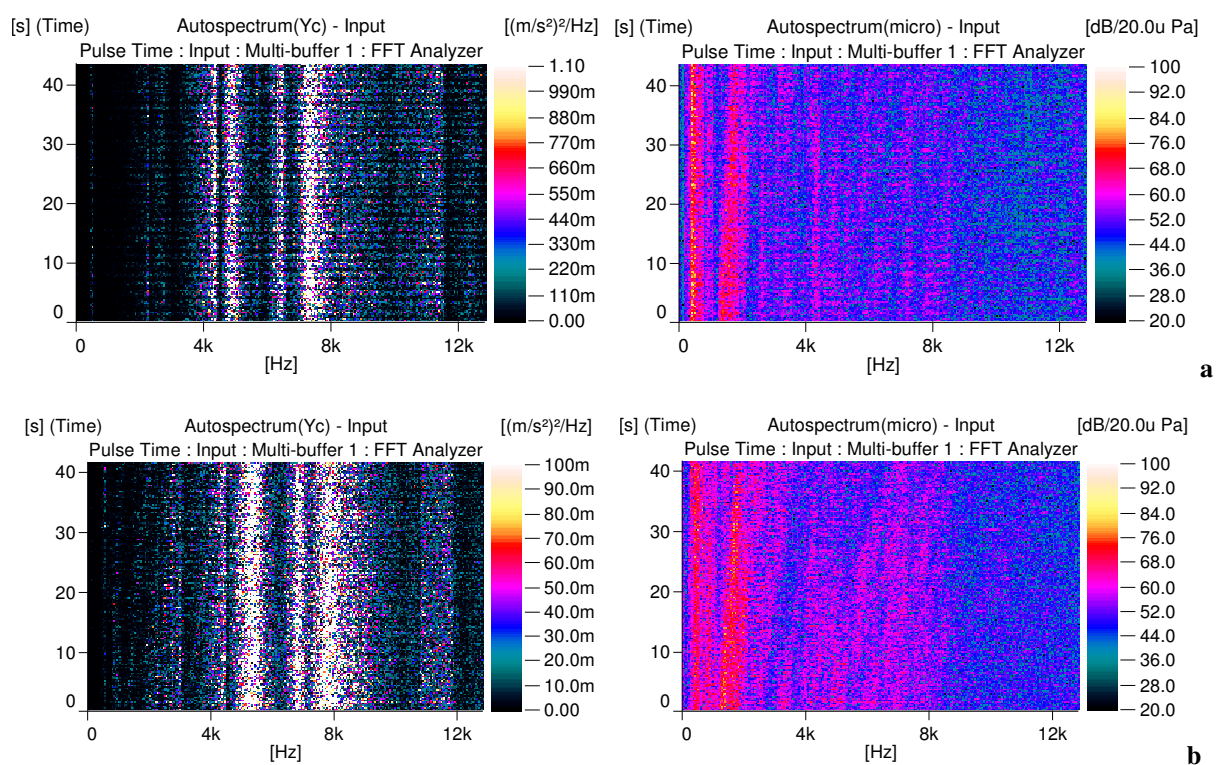 [s] (Time) Autospectrum(Yc) - Input [(m/s²)²/Hz]
Pulse Time : Input : Multi-buffer 1 : FFT Analyzer
40
30
20
10
0
0 4k 8k 12k
[Hz]
1.10
990m
880m
770m
660m
550m
440m
330m
220m
110m
0.00
[s] (Time) Autospectrum(micro) - Input [dB/20.0u Pa]
Pulse Time : Input : Multi-buffer 1 : FFT Analyzer
40
30
20
10
0
0 4k 8k 12k
[Hz]
100
92.0
84.0
76.0
68.0
60.0
52.0
44.0
36.0
28.0
20.0
a
[s] (Time) Autospectrum(Yc) - Input [(m/s²)²/Hz]
Pulse Time : Input : Multi-buffer 1 : FFT Analyzer
40
30
20
10
0
0 4k 8k 12k
[Hz]
100m
90.0m
80.0m
70.0m
60.0m
50.0m
40.0m
30.0m
20.0m
10.0m
0.00
[s] (Time) Autospectrum(micro) - Input [dB/20.0u Pa]
Pulse Time : Input : Multi-buffer 1 : FFT Analyzer
40
30
20
10
0
0 4k 8k 12k
[Hz]
100
92.0
84.0
76.0
68.0
60.0
52.0
44.0
36.0
28.0
20.0
b